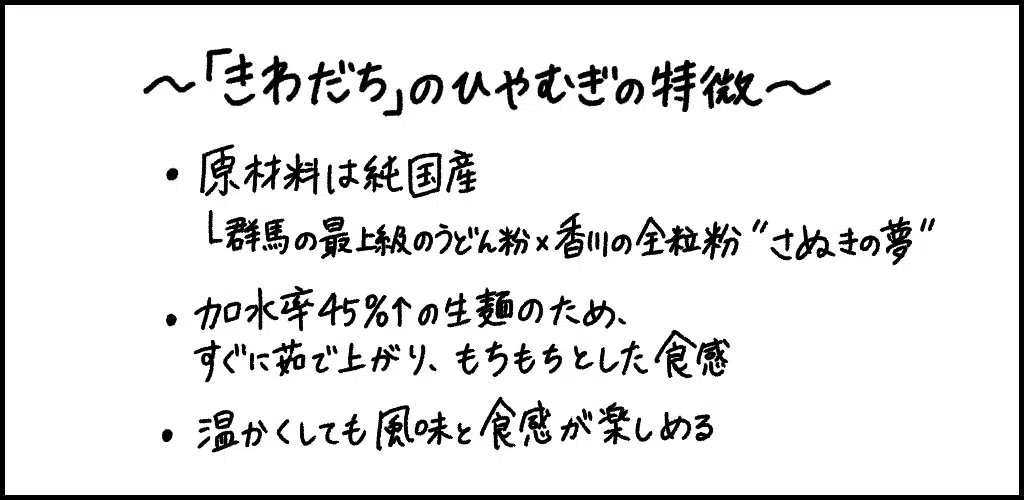 ～「きわだち」のひやむぎの特徴～
・原材料は純国産
└群馬の最上級のうどん粉×香川の全粒粉"さぬきの夢"
・加水率45%↑の生麺のため、
すぐに茹で上がり、もちもちとした食感
・温かくしても風味と食感が楽しめる